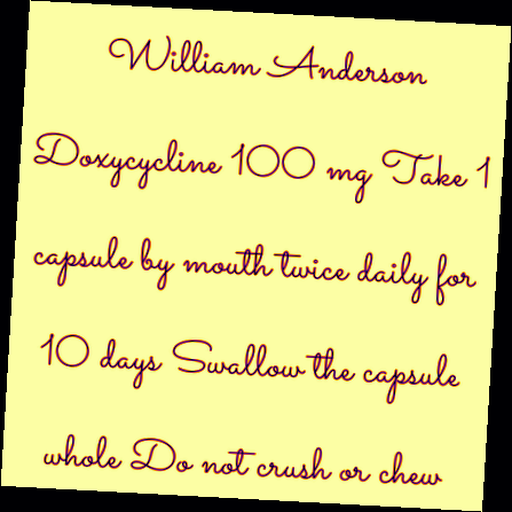 William Anderson
Doxycycline 100 mg Take 1
capsule by mouth twice daily for
10 days Swallow the capsule
whole Do not crush or chew